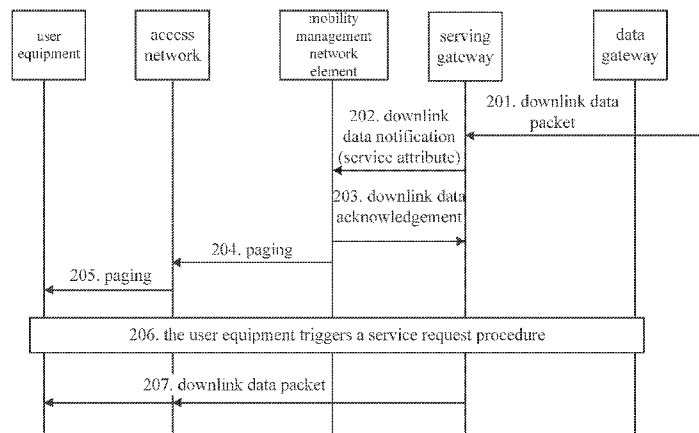 user
equipment
access
network
mobility
management
network
element
serving
gateway
data
gateway
201. downlink data
packet
202. downlink
data notification
(service attribute)
203. downlink data
acknowledgement
204. paging
205. paging
206. the user equipment triggers a service request procedure
207. downlink data packet